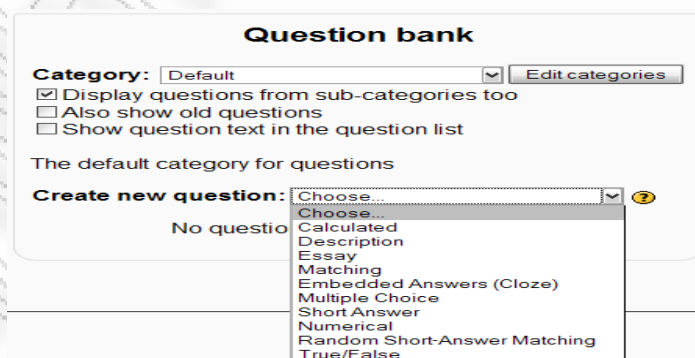 Question bank
Category: Default Edit categories
Display questions from sub-categories too
Also show old questions
Show question text in the question list
The default category for questions
Create new question: Choose... ?
Choose...
No questio Calculated
Description
Essay
Matching
Embedded Answers (Cloze)
Multiple Choice
Short Answer
Numerical
Random Short-Answer Matching
True/False